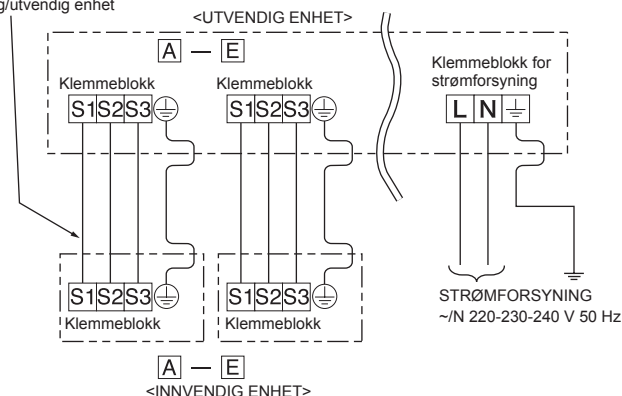 g/utvendig enhet
<UTVENDIG ENHET>
A — E
Klemmeblokk
S1 S2 S3
Klemmeblokk
S1 S2 S3
Klemmeblokk for
strømforsyning
L N
S1 S2 S3
Klemmeblokk
S1 S2 S3
Klemmeblokk
STRØMFORSYNING
~/N 220-230-240 V 50 Hz
A — E
<INNVENDIG ENHET>